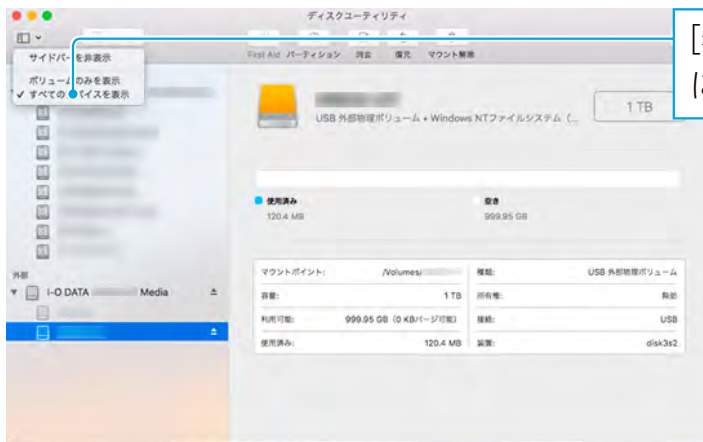 ディスクユーティリティ
First Aid パーティション 消去 復元 マウント解除
サイドバーを非表示
ボリュームのみを表示
✓ すべてのデバイスを表示
[
に
USB 外部物理ボリューム • Windows NTファイルシステム (...
1 TB
使用済み
120.4 MB
空き
999.95 GB
外部
I-O DATA Media
マウントポイント: /Volumes/
種類: USB 外部物理ボリューム
容量: 1 TB
所有権: 無効
利用可能: 999.95 GB（0 KBパージ可能）
接続: USB
使用済み: 120.4 MB
装置: disk3s2